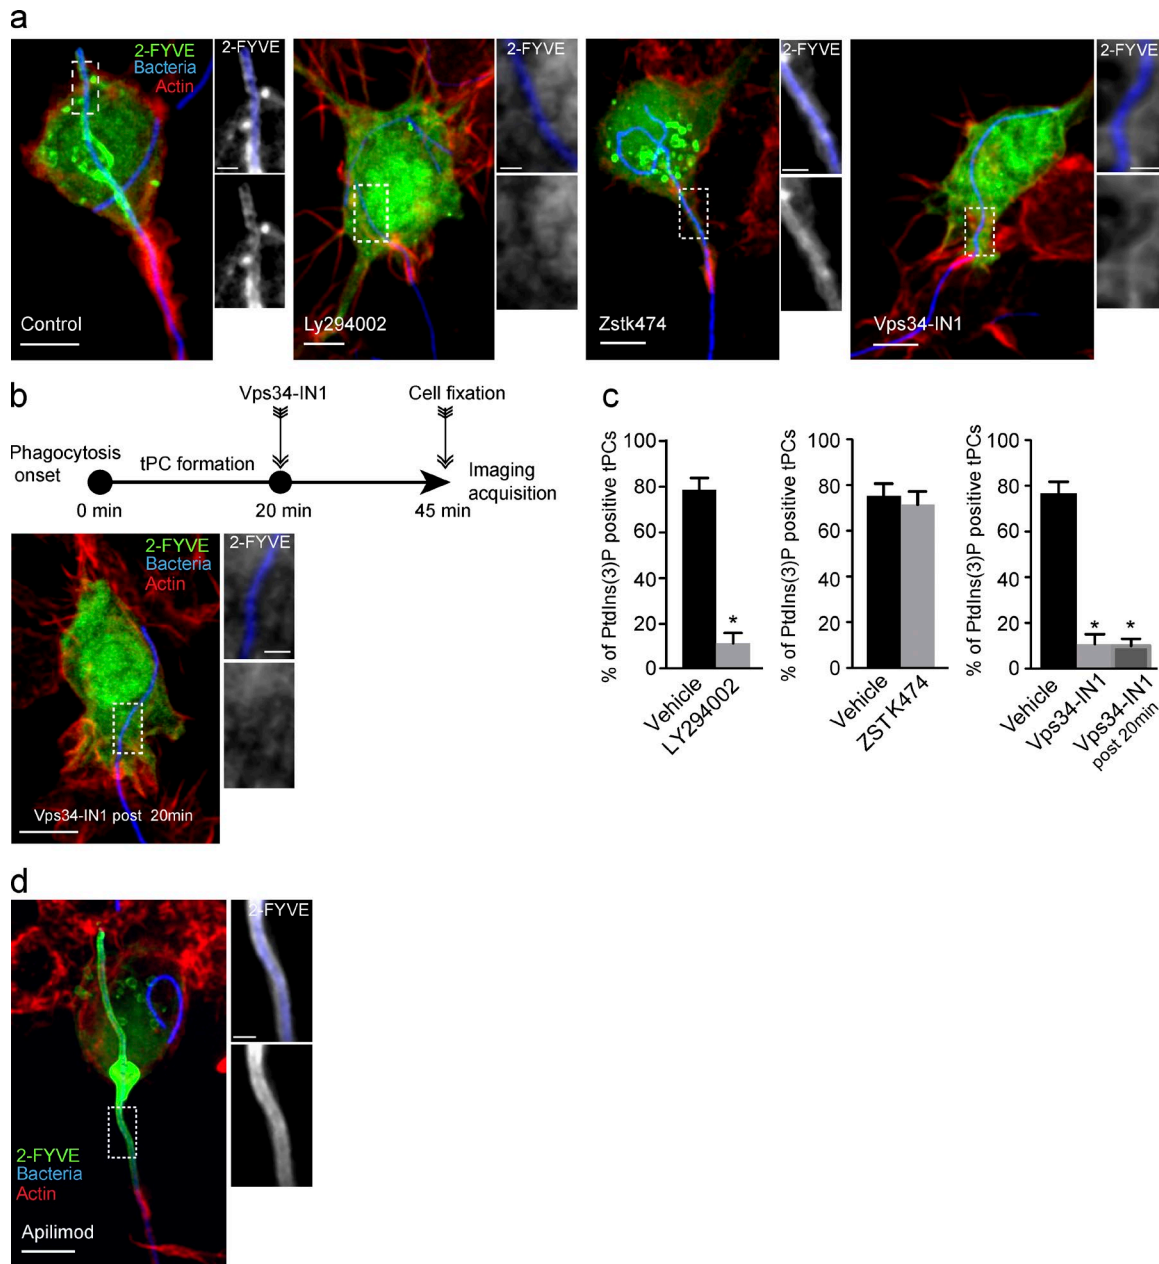 a
2-FYVE
Bacteria
Actin
Control
2-FYVE
Ly294002
2-FYVE
Zstk474
2-FYVE
Vps34-IN1
2-FYVE
b
Vps34-IN1
Cell fixation
Phagocytosis
onset
tPC formation
Imaging
acquisition
0 min
20 min
45 min
2-FYVE
Bacteria
Actin
Vps34-IN1 post 20min
2-FYVE
c
% of PtdIns(3)P positive tPCs
100
80
60
40
20
0
*
Vehicle
LY294002
% of PtdIns(3)P positive tPCs
100
80
60
40
20
0
Vehicle
ZSTK474
% of PtdIns(3)P positive tPCs
100
80
60
40
20
0
*
*
Vehicle
Vps34-IN1
Vps34-IN1
post 20min
d
2-FYVE
Bacteria
Actin
Apilimod
2-FYVE